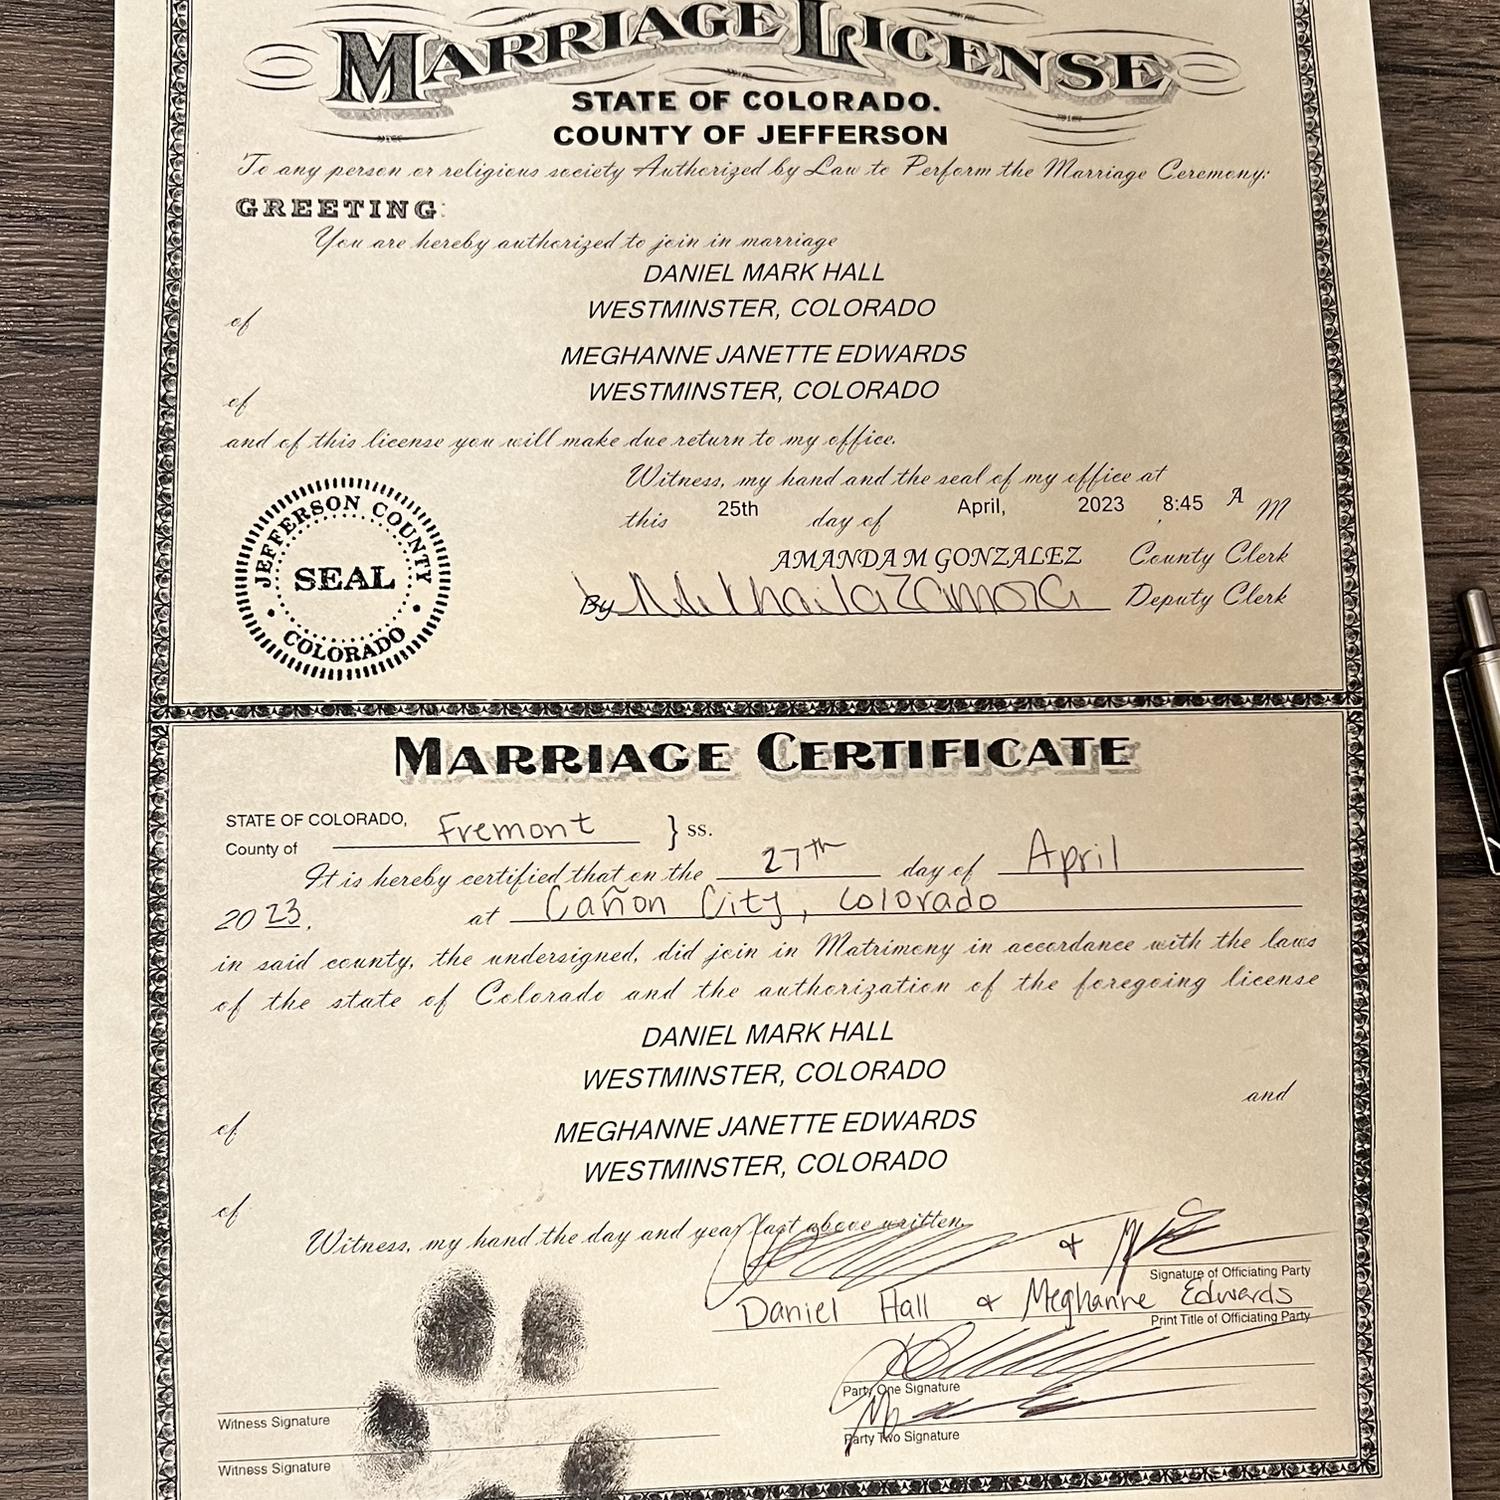 MARRIAGE LICENSE
STATE OF COLORADO.
COUNTY OF JEFFERSON
To any person or religious society Authorized by Law to Perform the Marriage Ceremony:
GREETING:
You are hereby authorized to join in marriage
DANIEL MARK HALL
of WESTMINSTER, COLORADO
MEGHANNE JANETTE EDWARDS
of WESTMINSTER, COLORADO
and of this license you will make due return to my office.
Witness, my hand and the seal of my office at
this 25th day of April, 2023 8:45 A M
AMANDA M GONZALEZ County Clerk
By Mikhaila Zamora Deputy Clerk
JEFFERSON COUNTY
SEAL
COLORADO
MARRIAGE CERTIFICATE
STATE OF COLORADO,
County of Fremont } ss.
It is hereby certified that on the 27th day of April
2023, at Cañon City, Colorado
in said county, the undersigned, did join in Matrimony in accordance with the laws
of the state of Colorado and the authorization of the foregoing license
DANIEL MARK HALL
WESTMINSTER, COLORADO
and
of MEGHANNE JANETTE EDWARDS
WESTMINSTER, COLORADO
of
Witness, my hand the day and year last above written.
&
Signature of Officiating Party
Daniel Hall & Meghanne Edwards
Print Title of Officiating Party
Party One Signature
Witness Signature
Party Two Signature
Witness Signature